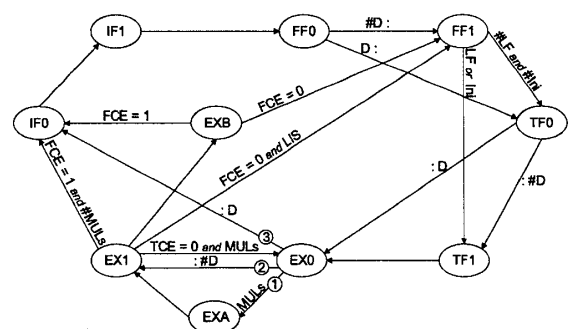 IF1
FF0
#D :
FF1
D :
#LF and #Ini
LF or Ini
FCE = 0
IF0
FCE = 1
EXB
TF0
FCE = 0 and LIS
FCE = 1 and #MULs
: D
: D
: #D
③
TCE = 0 and MULs
EX1
: #D
②
EX0
TF1
①
MULs
EXA